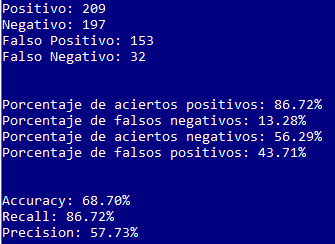 Positivo: 209
Negativo: 197
Falso Positivo: 153
Falso Negativo: 32
Porcentaje de aciertos positivos: 86.72%
Porcentaje de falsos negativos: 13.28%
Porcentaje de aciertos negativos: 56.29%
Porcentaje de falsos positivos: 43.71%
Accuracy: 68.70%
Recall: 86.72%
Precision: 57.73%